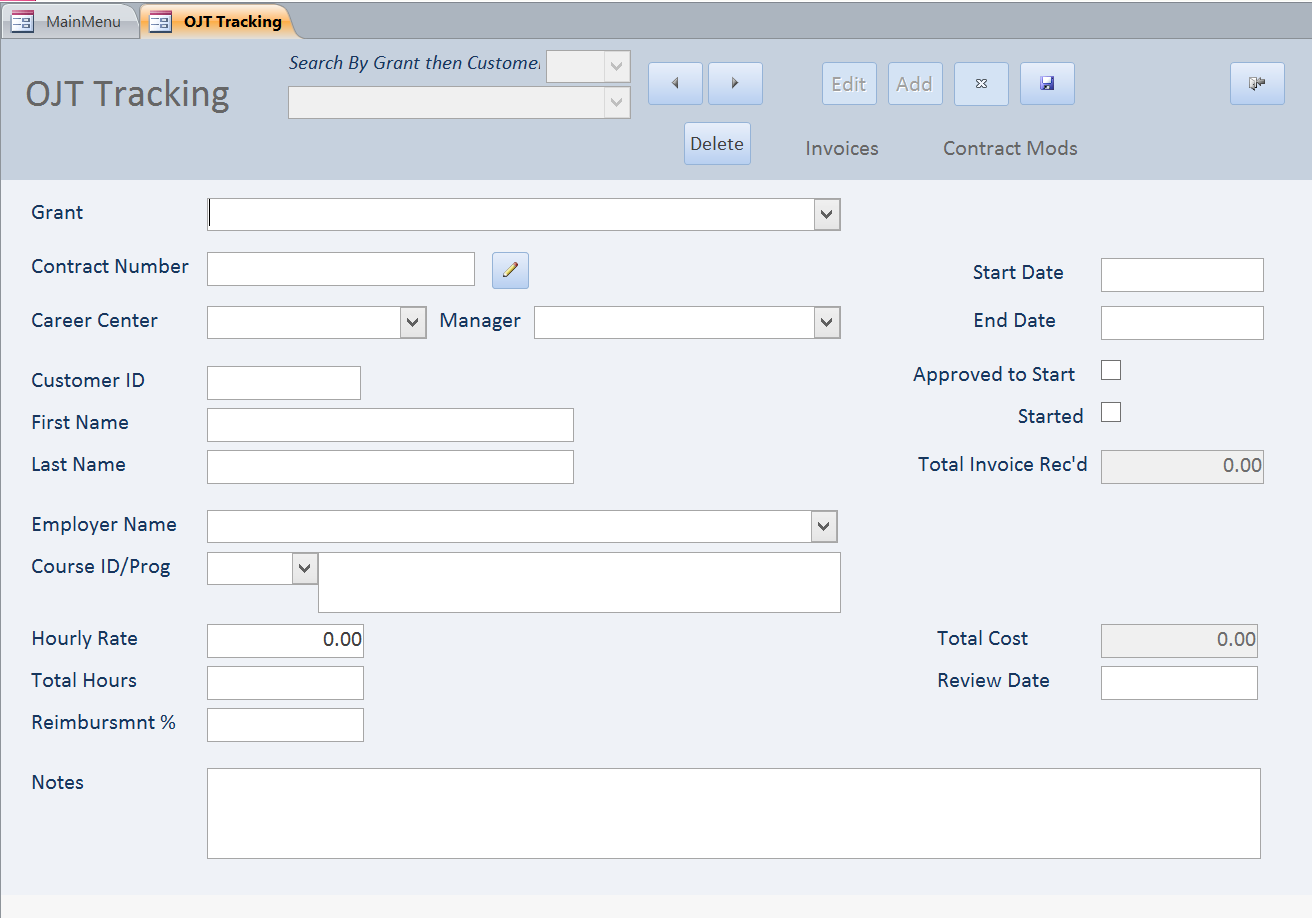 MainMenu
OJT Tracking
Search By Grant then Customer
OJT Tracking
Edit
Add
Delete
Invoices
Contract Mods
Grant
Contract Number
Start Date
Career Center
Manager
End Date
Customer ID
Approved to Start
First Name
Started
Last Name
Total Invoice Rec'd
0.00
Employer Name
Course ID/Prog
Hourly Rate
0.00
Total Cost
0.00
Total Hours
Review Date
Reimbursmnt %
Notes